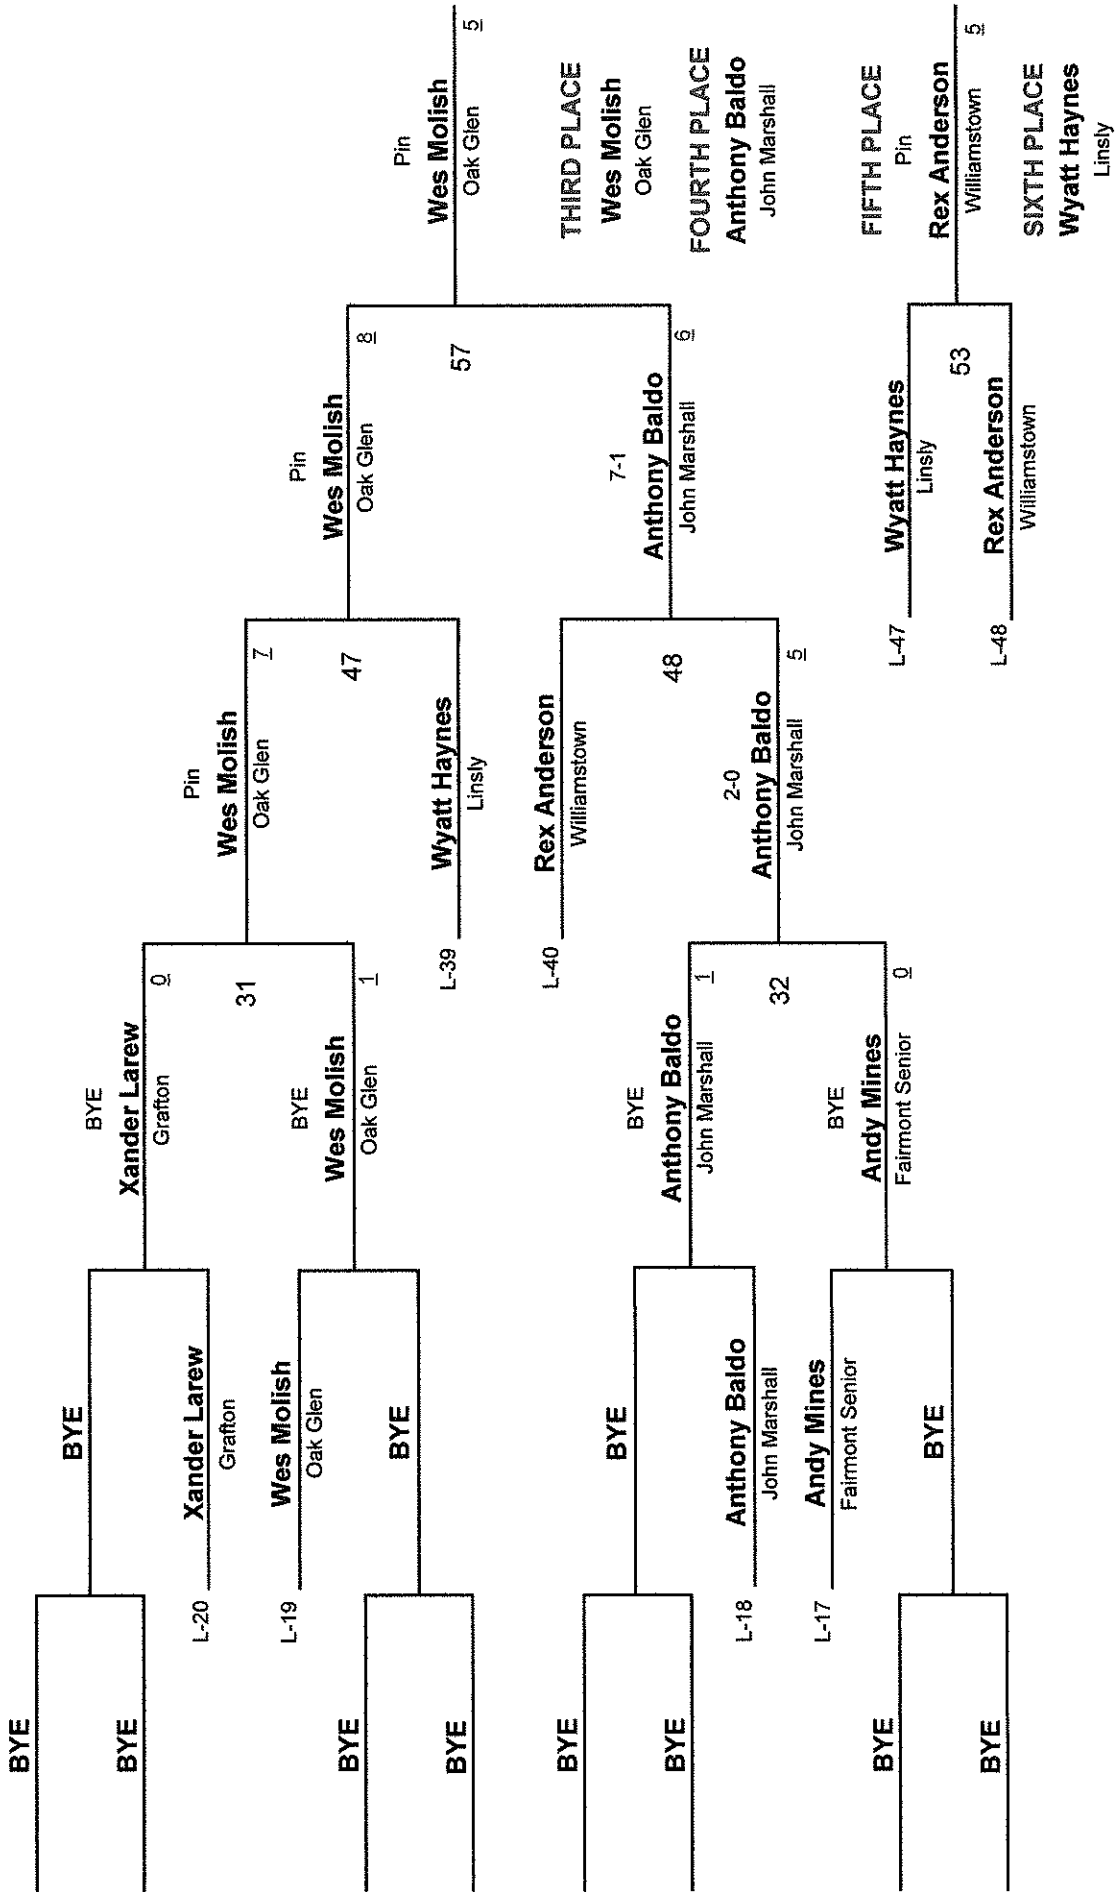 BYE
BYE
BYE
BYE
BYE
BYE
BYE
BYE
BYE
L-20
Xander Larew
Grafton
L-19
Wes Molish
Oak Glen
BYE
BYE
L-18
Anthony Baldo
John Marshall
L-17
Andy Mines
Fairmont Senior
BYE
BYE
Xander Larew
Grafton
0
31
BYE
Wes Molish
Oak Glen
1
BYE
Anthony Baldo
John Marshall
1
32
BYE
Andy Mines
Fairmont Senior
0
Pin
Wes Molish
Oak Glen
7
47
L-39
Wyatt Haynes
Linsly
L-40
Rex Anderson
Williamstown
48
2-0
Anthony Baldo
John Marshall
5
Pin
Wes Molish
Oak Glen
8
57
7-1
Anthony Baldo
John Marshall
6
L-47
Wyatt Haynes
Linsly
53
L-48
Rex Anderson
Williamstown
Pin
Wes Molish
Oak Glen
5
THIRD PLACE
Wes Molish
Oak Glen
FOURTH PLACE
Anthony Baldo
John Marshall
FIFTH PLACE
Pin
Rex Anderson
Williamstown
5
SIXTH PLACE
Wyatt Haynes
Linsly